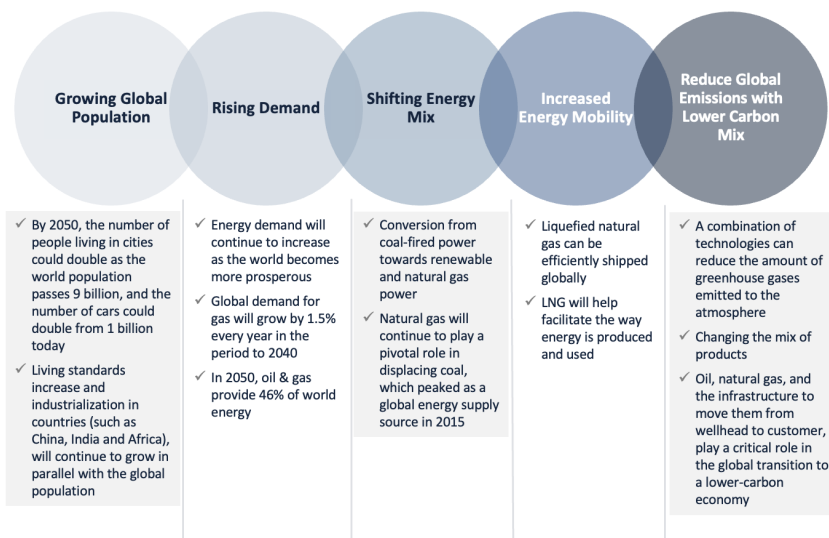 Growing Global
Population
Rising Demand
Shifting Energy
Mix
Increased
Energy Mobility
Reduce Global
Emissions with
Lower Carbon
Mix
✓ By 2050, the number of
people living in cities
could double as the
world population
passes 9 billion, and the
number of cars could
double from 1 billion
today
✓ Living standards
increase and
industrialization in
countries (such as
China, India and Africa),
will continue to grow in
parallel with the global
population
✓ Energy demand will
continue to increase
as the world becomes
more prosperous
✓ Global demand for
gas will grow by 1.5%
every year in the
period to 2040
✓ In 2050, oil & gas
provide 46% of world
energy
✓ Conversion from
coal-fired power
towards renewable
and natural gas
power
✓ Natural gas will
continue to play a
pivotal role in
displacing coal,
which peaked as a
global energy supply
source in 2015
✓ Liquefied natural
gas can be
efficiently shipped
globally
✓ LNG will help
facilitate the way
energy is produced
and used
✓ A combination of
technologies can
reduce the amount of
greenhouse gases
emitted to the
atmosphere
✓ Changing the mix of
products
✓ Oil, natural gas, and
the infrastructure to
move them from
wellhead to customer,
play a critical role in
the global transition to
a lower-carbon
economy